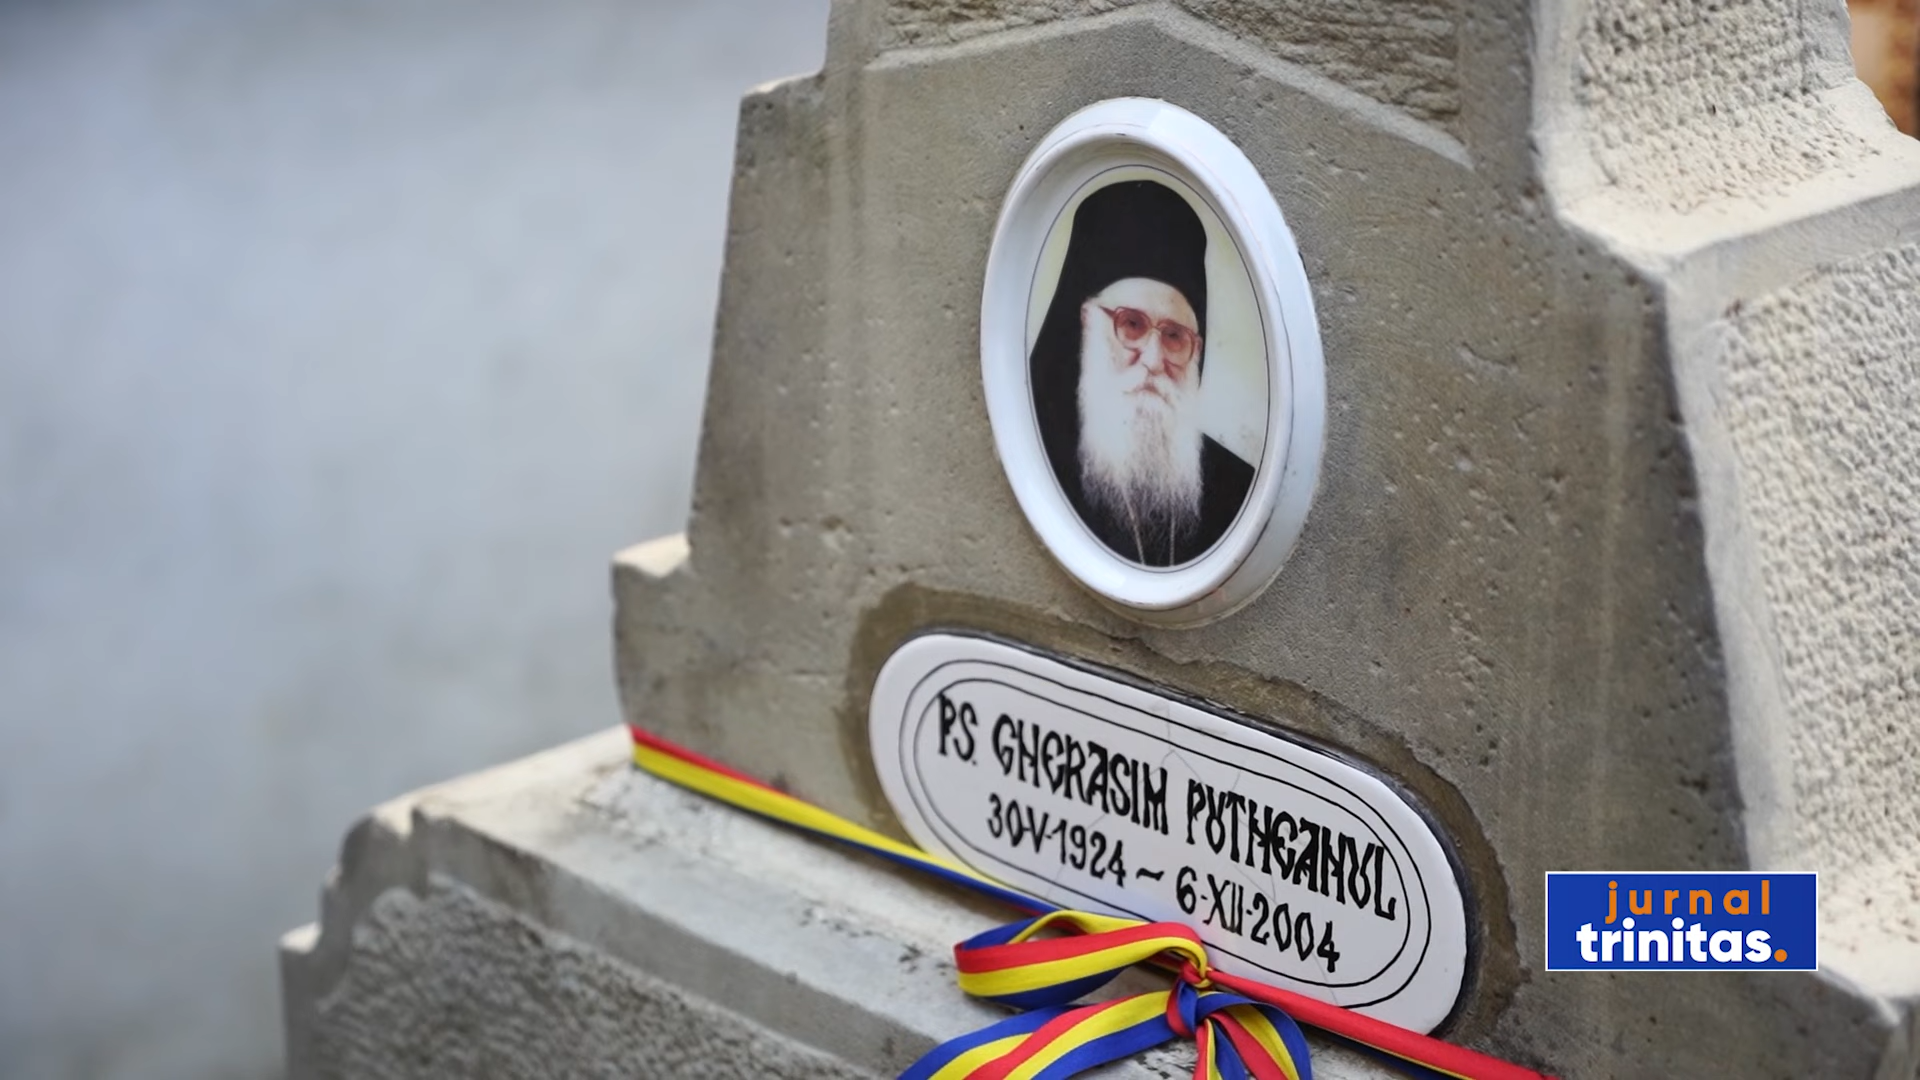 P.S. GHERASIM PUTNEANUL
30·V·1924 ~ 6·XII·2004
jurnal
trinitas.